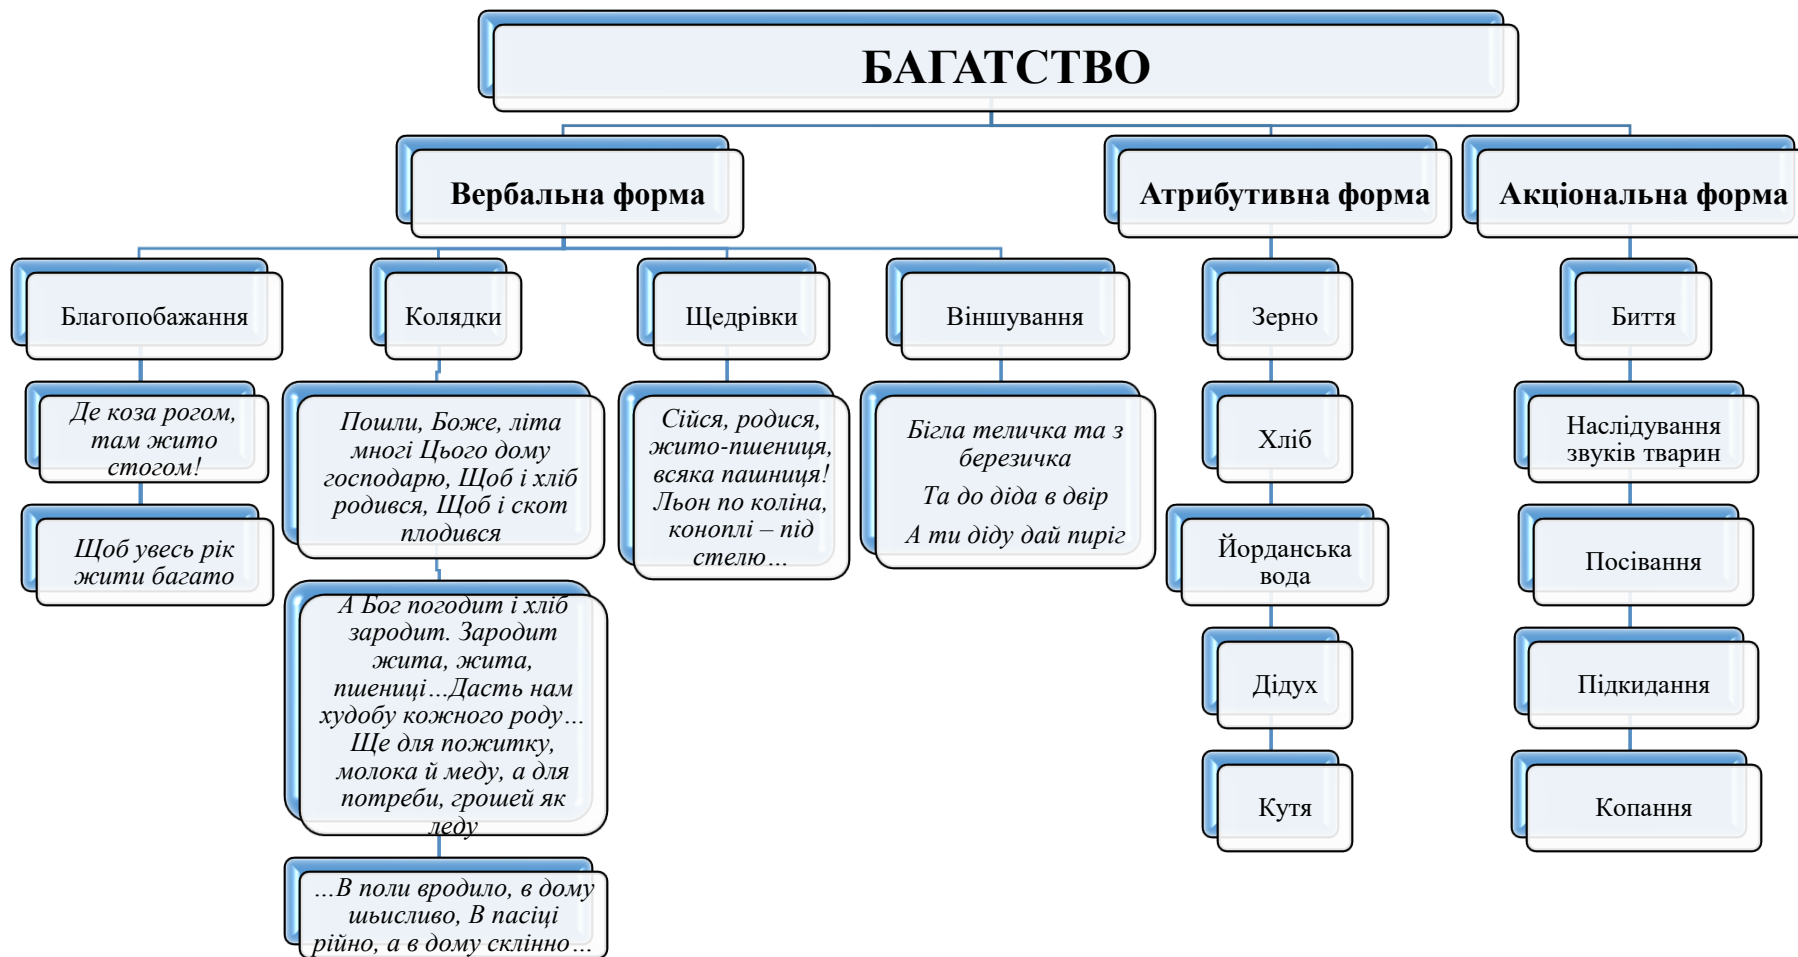 БАГАТСТВО
Вербальна форма
Атрибутивна форма
Акціональна форма
Благопобажання
Колядки
Щедрівки
Віншування
Зерно
Биття
Де коза рогом,
там жито
стогом!
Щоб увесь рік
жити багато
Пошли, Боже, літа
многі Цього дому
господарю, Щоб і хліб
родився, Щоб і скот
плодився
А Бог погодит і хліб
зародит. Зародит
жита, жита,
пшениці…Дасть нам
худобу кожного роду…
Ще для пожитку,
молока й меду, а для
потреби, грошей як
леду
…В поли вродило, в дому
шьисливо, В пасіці
рійно, а в дому склінно…
Сійся, родися,
жито-пшениця,
всяка пашниця!
Льон по коліна,
коноплі – під
стелю…
Бігла теличка та з
березичка
Та до діда в двір
А ти діду дай пиріг
Хліб
Йорданська
вода
Дідух
Кутя
Наслідування
звуків тварин
Посівання
Підкидання
Копання